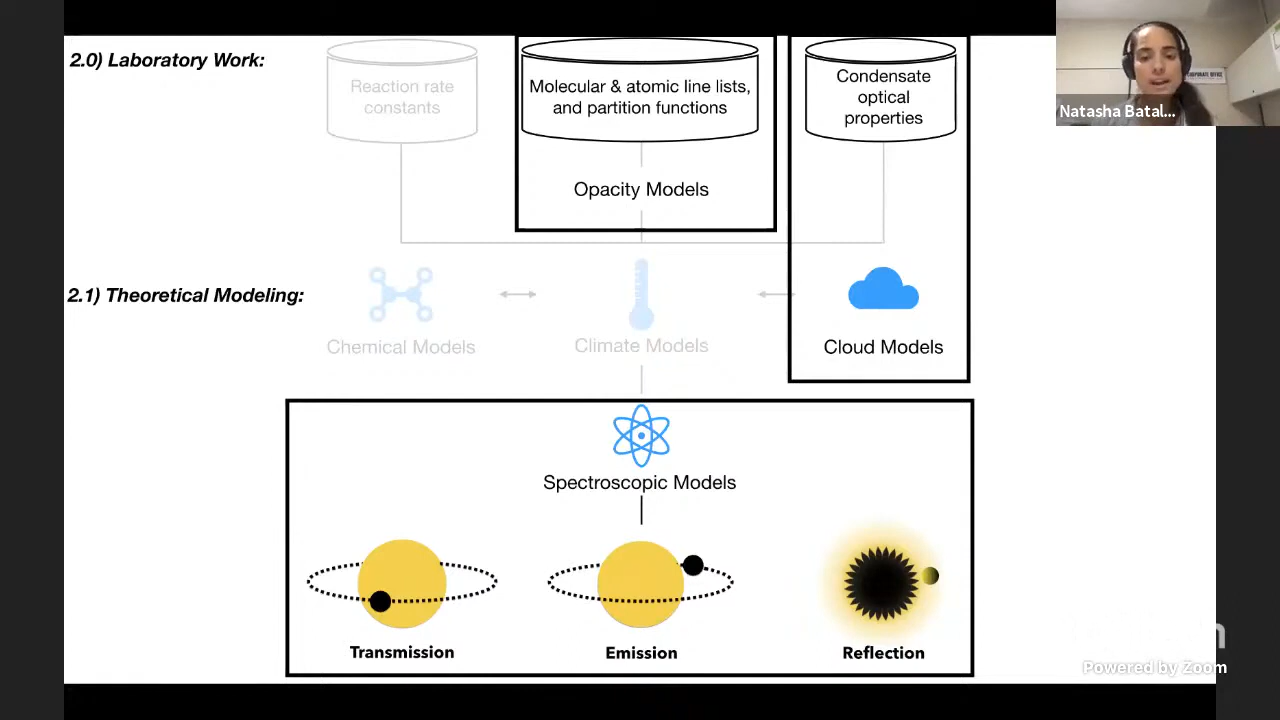 2.0) Laboratory Work:
Reaction rate
constants
Molecular & atomic line lists,
and partition functions
Condensate
optical
properties
CORPORATE OFFICE
Natasha Batal...
Opacity Models
2.1) Theoretical Modeling:
Chemical Models
Climate Models
Cloud Models
Spectroscopic Models
Transmission
Emission
Reflection
Powered by Zoom